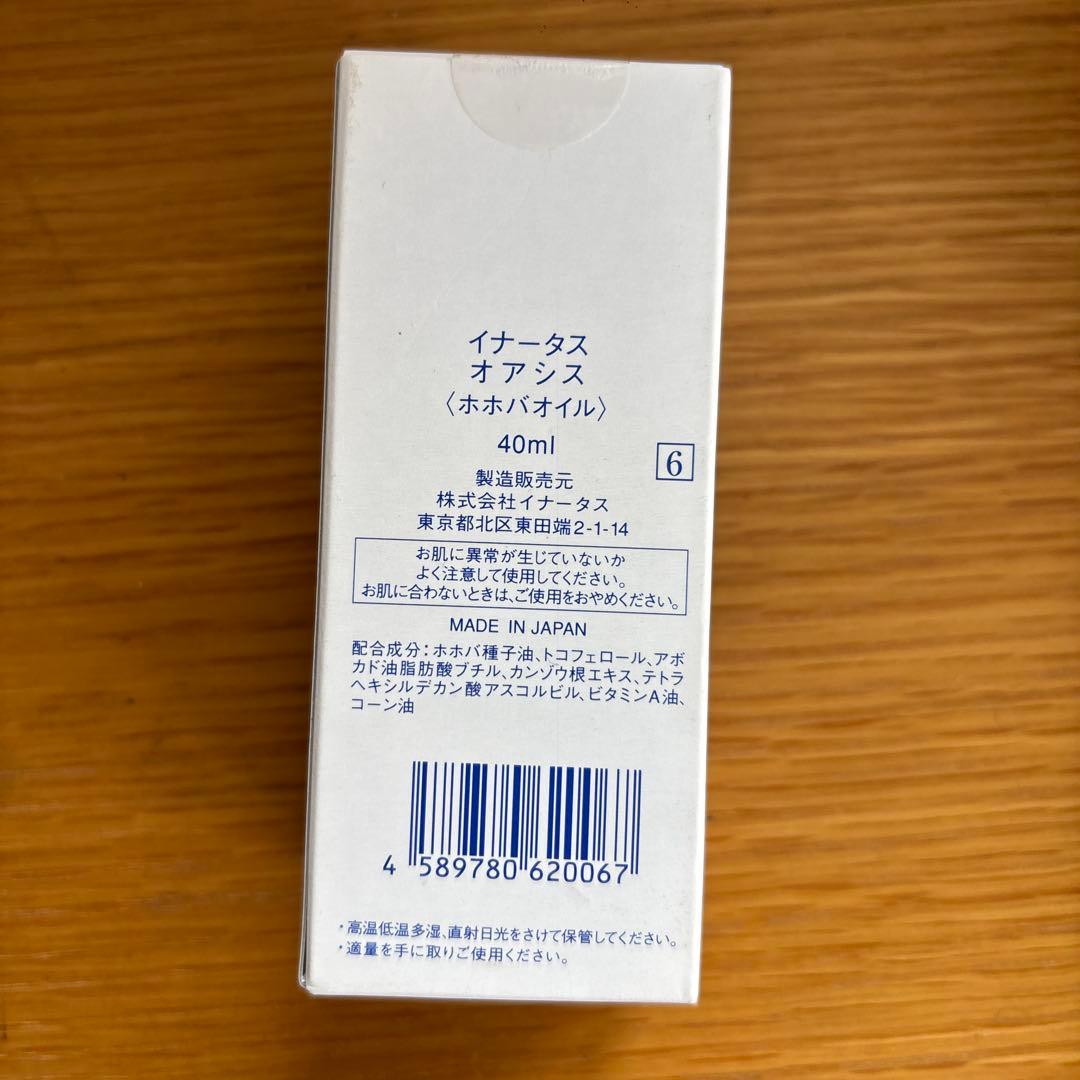 イナータス
オアシス
〈ホホバオイル〉
40ml
6
製造販売元
株式会社イナータス
東京都北区東田端2-1-14
お肌に異常が生じていないか
よく注意して使用してください。
お肌に合わないときは、ご使用をおやめください。
MADE IN JAPAN
配合成分：ホホバ種子油、トコフェロール、アボ
カド油脂肪酸ブチル、カンゾウ根エキス、テトラ
ヘキシルデカン酸アスコルビル、ビタミンA油、
コーン油
4 589780 620067
・高温低温多湿、直射日光をさけて保管してください。
・適量を手に取りご使用ください。